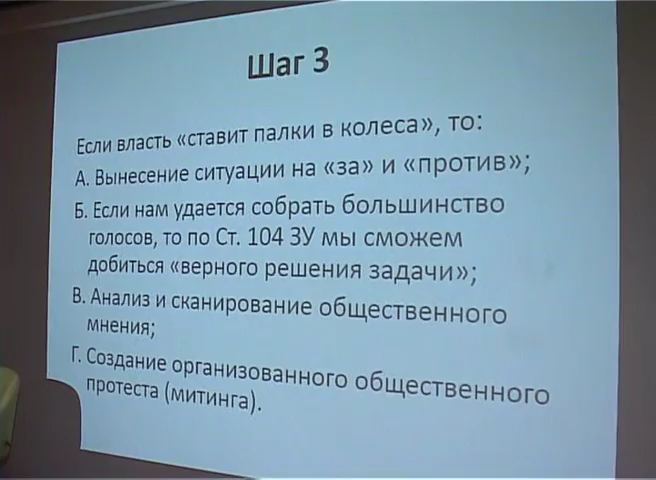 Шаг 3
Если власть «ставит палки в колеса», то:
А. Вынесение ситуации на «за» и «против»;
Б. Если нам удается собрать большинство
голосов, то по Ст. 104 ЗУ мы сможем
добиться «верного решения задачи»;
В. Анализ и сканирование общественного
мнения;
Г. Создание организованного общественного
протеста (митинга).